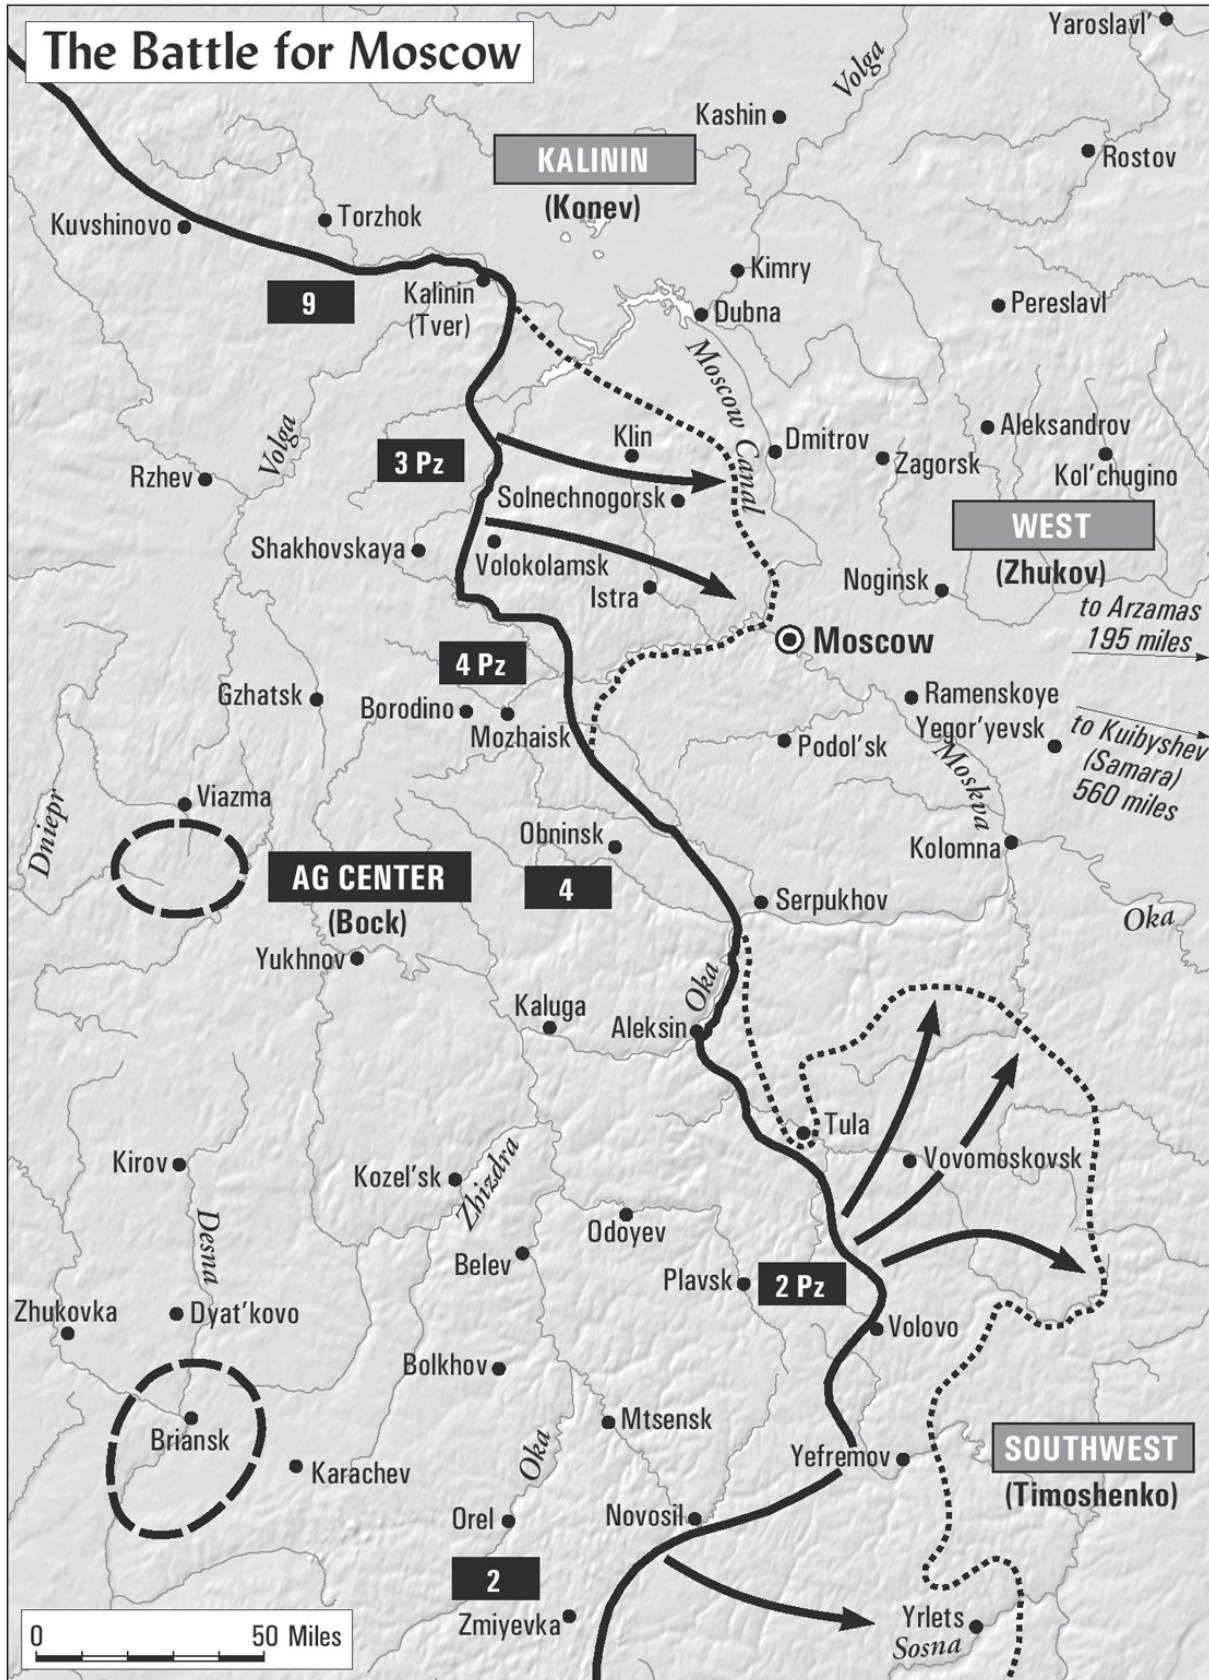 The Battle for Moscow
Yaroslavl'
Volga
Kashin
KALININ
(Konev)
Rostov
Kuvshinovo
Torzhok
9
Kalinin
(Tver)
Kimry
Dubna
Pereslavl
Moscow Canal
Volga
3 Pz
Klin
Dmitrov
Zagorsk
Aleksandrov
Kol'chugino
Rzhev
Solnechnogorsk
WEST
(Zhukov)
Shakhovskaya
Volokolamsk
Istra
Noginsk
to Arzamas
195 miles
Moscow
4 Pz
Gzhatsk
Borodino
Mozhaisk
Ramenskoye
Yegor'yevsk
Podol'sk
Moskva
to Kuibyshev
(Samara)
560 miles
Dniepr
Viazma
Obninsk
Kolomna
AG CENTER
(Bock)
4
Serpukhov
Oka
Yukhnov
Oka
Kaluga
Aleksin
Tula
Kirov
Kozel'sk
Zhizdra
Vovomoskovsk
Desna
Odoyev
Belev
Plavsk
2 Pz
Zhukovka
Dyat'kovo
Volovo
Bolkhov
Briansk
Mtsensk
Karachev
Oka
Yefremov
SOUTHWEST
(Timoshenko)
Orel
Novosil
2
Zmiyevka
Yrlets
Sosna
0 50 Miles